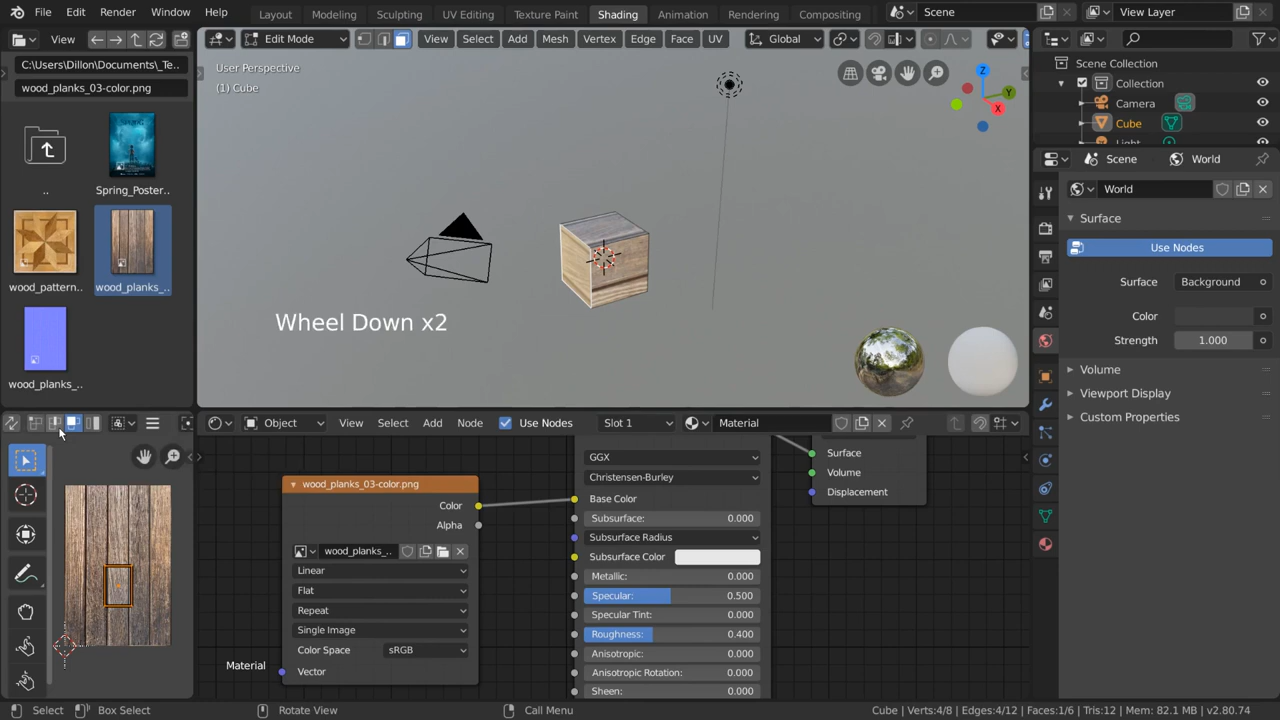 File Edit Render Window Help Layout Modeling Sculpting UV Editing Texture Paint Shading Animation Rendering Compositing Scene View Layer
View
Edit Mode View Select Add Mesh Vertex Edge Face UV Global
C:\Users\Dillon\Documents\_Te..
wood_planks_03-color.png
..
Spring_Poster..
wood_pattern..
wood_planks_..
wood_planks_..
User Perspective
(1) Cube
Wheel Down x2
X
Y
Z
Scene Collection
Collection
Camera
Cube
Light
Scene World
World
Surface
Use Nodes
Surface: Background
Color:
Strength: 1.000
Volume
Viewport Display
Custom Properties
Object View Select Add Node Use Nodes Slot 1 Material
wood_planks_03-color.png
Color
Alpha
wood_planks_..
Linear
Flat
Repeat
Single Image
Color Space sRGB
Vector
Material
GGX
Christensen-Burley
Base Color
Subsurface: 0.000
Subsurface Radius
Subsurface Color
Metallic: 0.000
Specular: 0.500
Specular Tint: 0.000
Roughness: 0.400
Anisotropic: 0.000
Anisotropic Rotation: 0.000
Sheen: 0.000
Surface
Volume
Displacement
Select Box Select Rotate View Call Menu Cube | Verts:4/8 | Edges:4/12 | Faces:1/6 | Tris:12 | Mem: 82.1 MB | v2.80.74